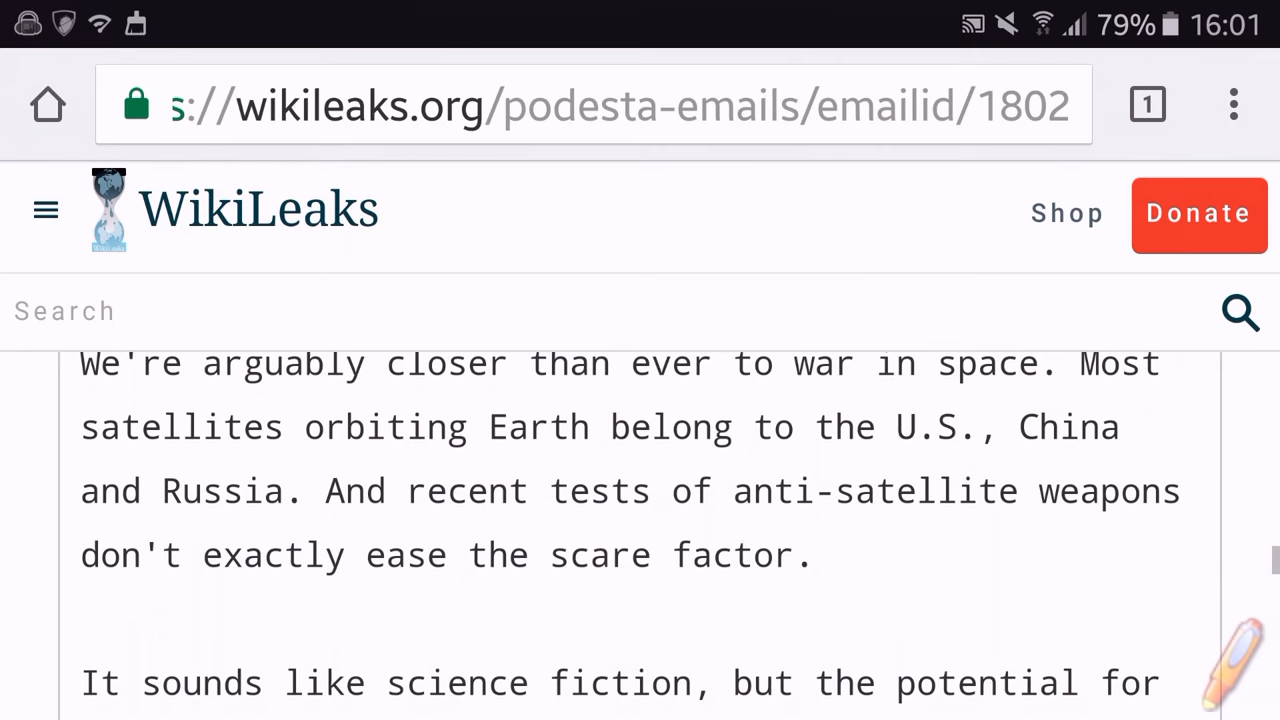 79% 16:01
s://wikileaks.org/podesta-emails/emailid/1802 1
WikiLeaks Shop Donate
Search
We're arguably closer than ever to war in space. Most
satellites orbiting Earth belong to the U.S., China
and Russia. And recent tests of anti-satellite weapons
don't exactly ease the scare factor.
It sounds like science fiction, but the potential for